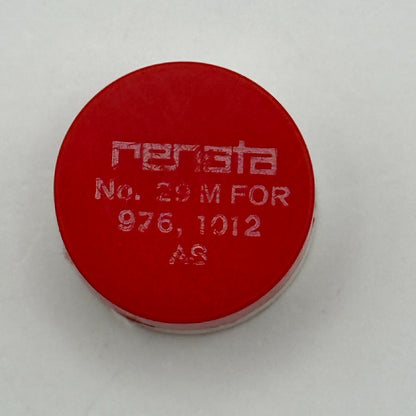 renata
No. 29 M FOR
976, 1012
AS